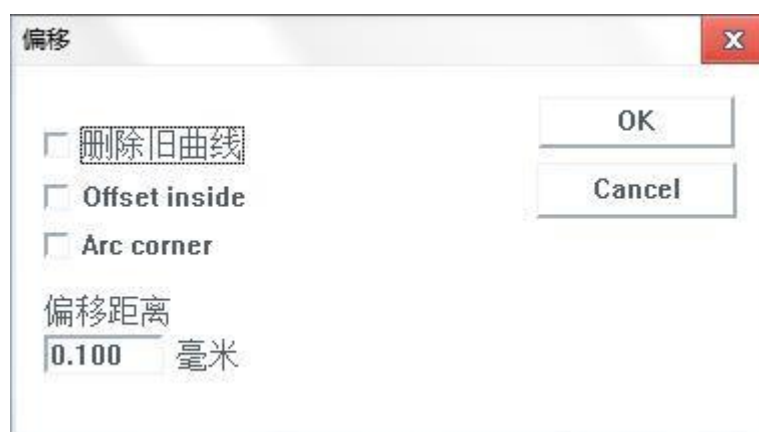 偏移
删除旧曲线
OK
Offset inside
Cancel
Arc corner
偏移距离
0.100 毫米